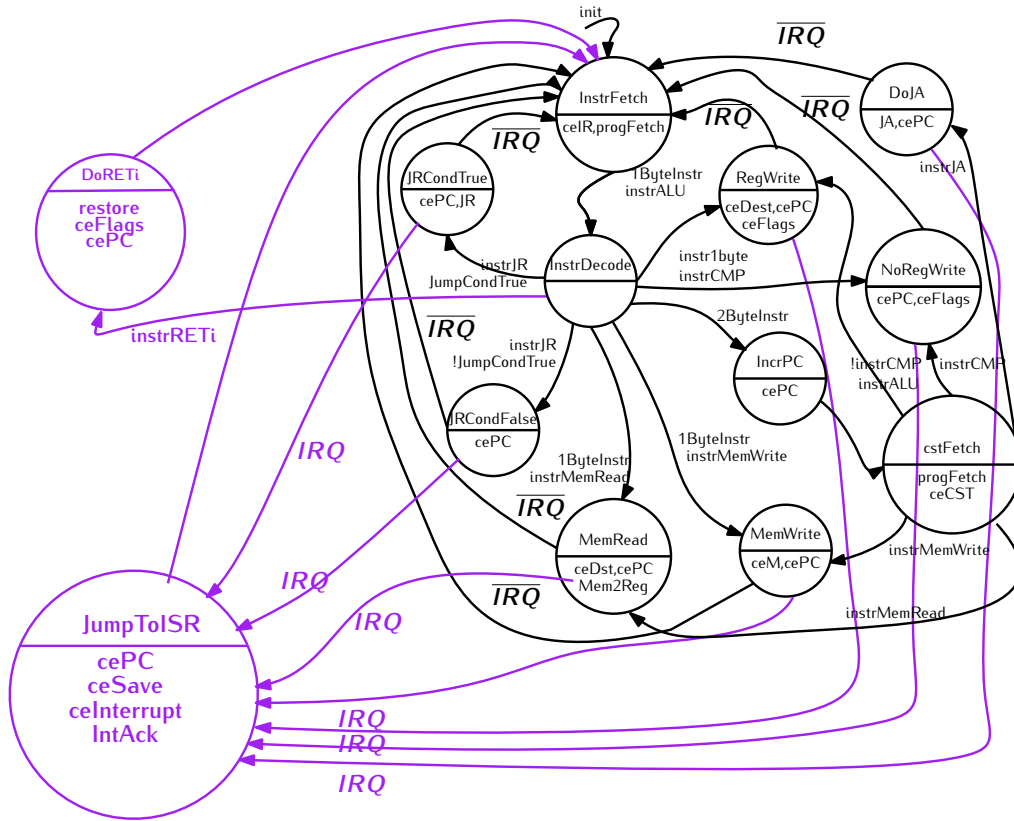 init
IRQ
InstrFetch
ceIR,progFetch
DoJA
JA,cePC
IRQ
IRQ
IRQ
DoRETi
restore
ceFlags
cePC
JRCondTrue
cePC,JR
1ByteInstr
instrALU
RegWrite
ceDest,cePC
ceFlags
instrJA
InstrDecode
instrJR
JumpCondTrue
instr1byte
instrCMP
NoRegWrite
cePC,ceFlags
instrRETi
IRQ
2ByteInstr
instrJR
!JumpCondTrue
IncrPC
cePC
!instrCMP
instrALU
instrCMP
JRCondFalse
cePC
IRQ
1ByteInstr
instrMemWrite
cstFetch
progFetch
ceCST
1ByteInstr
instrMemRead
IRQ
MemRead
ceDst,cePC
Mem2Reg
MemWrite
ceM,cePC
instrMemWrite
IRQ
IRQ
instrMemRead
JumpToISR
cePC
ceSave
ceInterrupt
IntAck
IRQ
IRQ
IRQ
IRQ